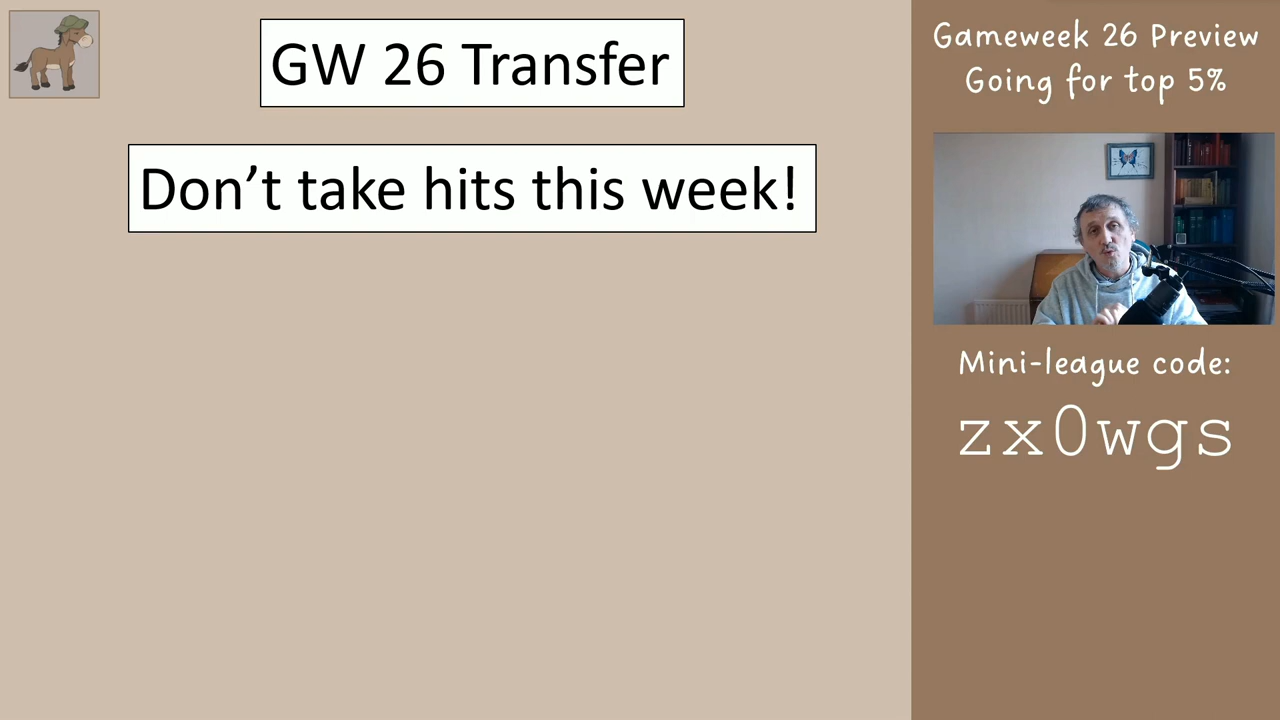 GW 26 Transfer
Don’t take hits this week!
Gameweek 26 Preview
Going for top 5%
Mini-league code:
zx0wgs